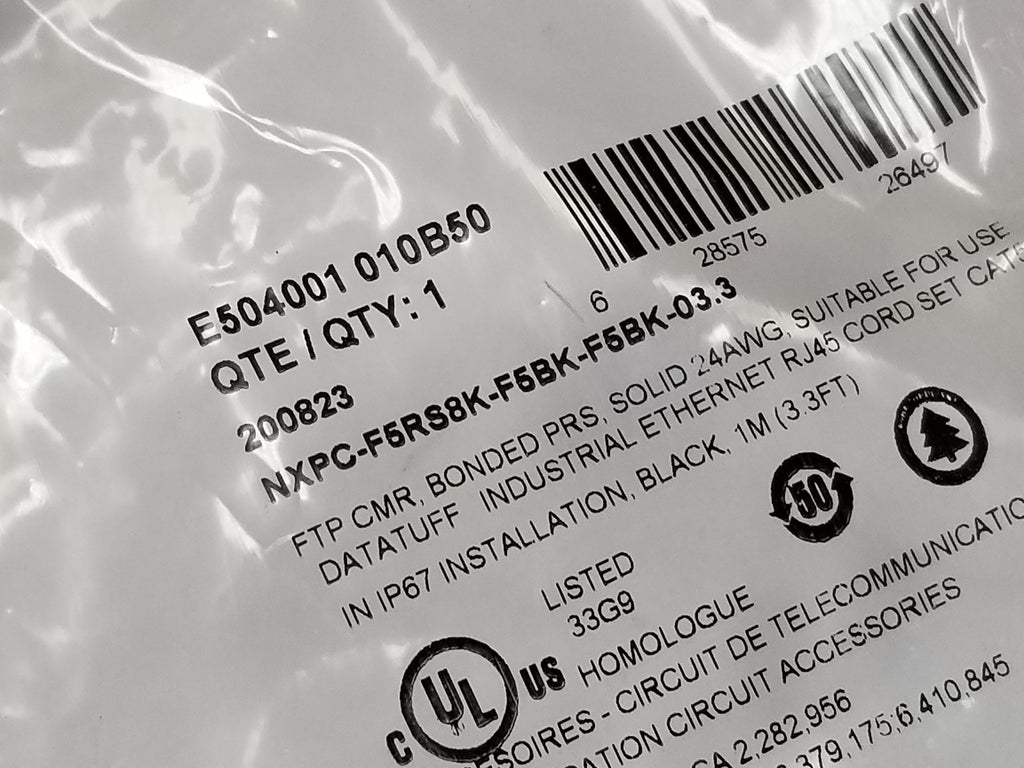 E504001 010B50
QTE / QTY: 1
6 28575 26497
200823
NXPC-F5RS8K-F5BK-F5BK-03.3
FTP CMR, BONDED PRS, SOLID 24AWG, SUITABLE FOR USE
DATATUFF INDUSTRIAL ETHERNET RJ45 CORD SET
IN IP67 INSTALLATION, BLACK, 1M (3.3FT)
50
LISTED
33G9
C UL US HOMOLOGUE
- CIRCUIT DE
CIRCUIT ACCESSORIES
CA 2,282,956
6,410,845